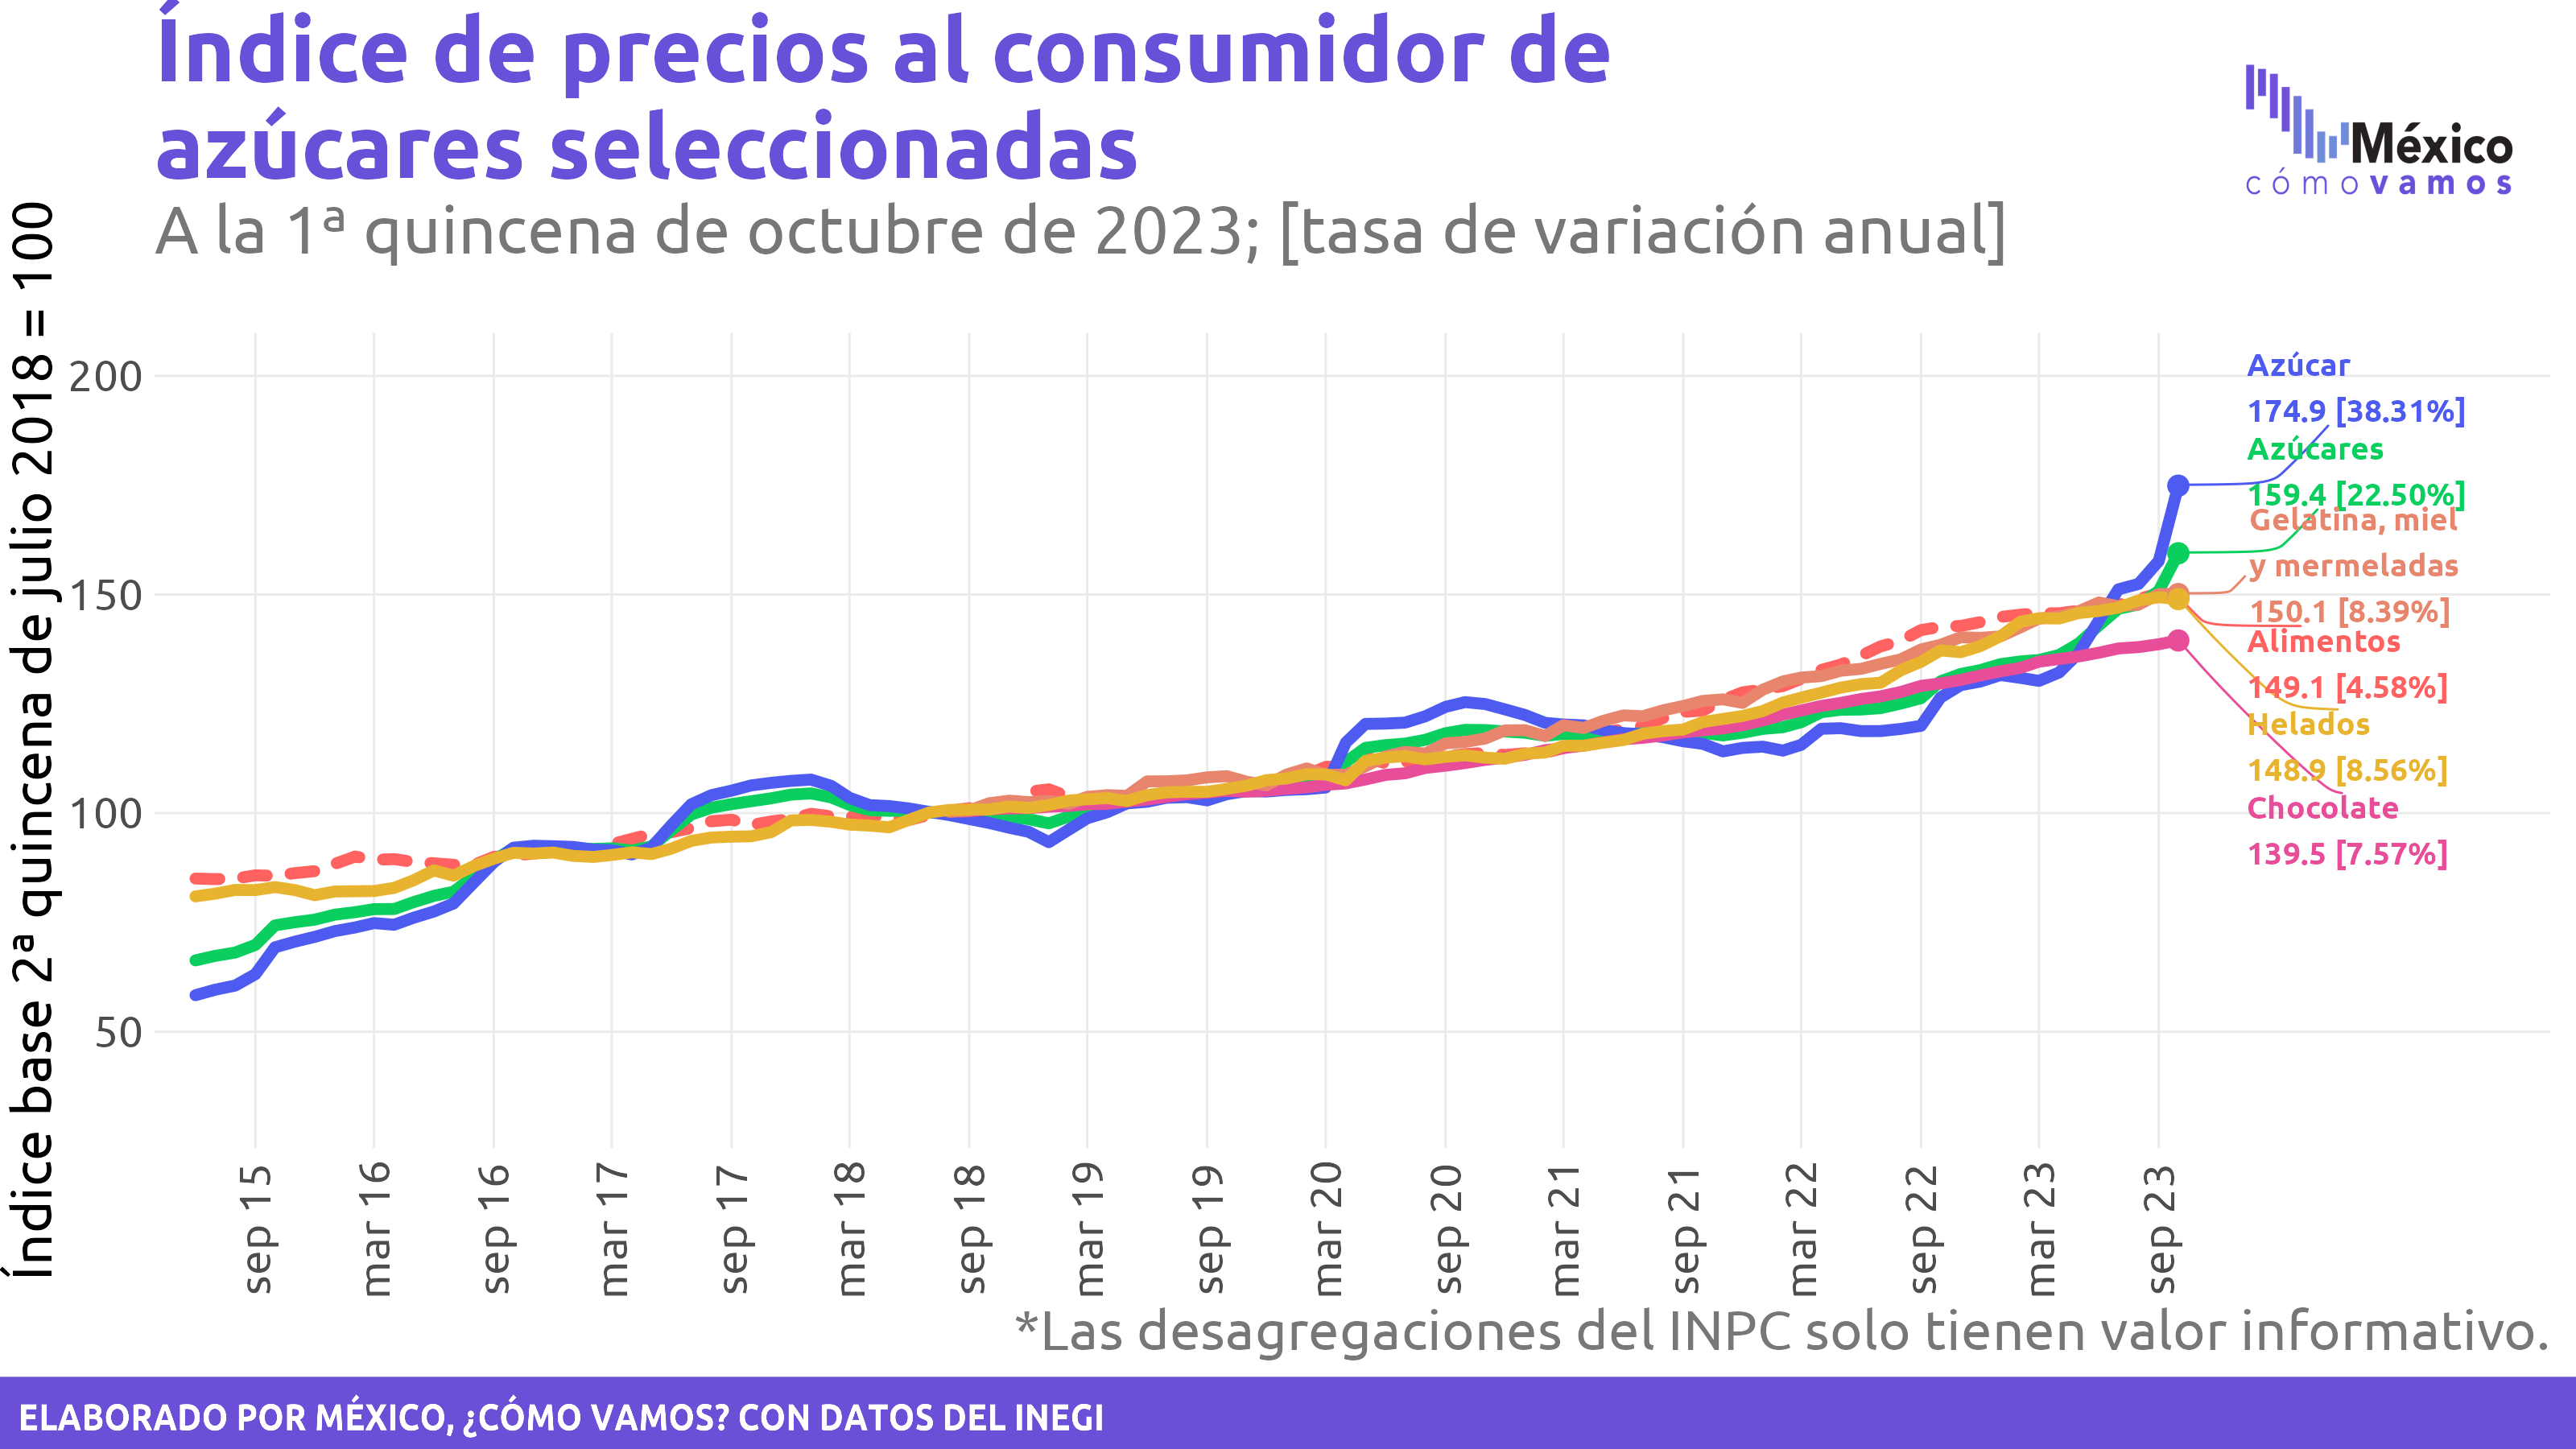 Índice de precios al consumidor de
azúcares seleccionadas
A la 1ª quincena de octubre de 2023; [tasa de variación anual]
México
cómo vamos
Índice base 2ª quincena de julio 2018 = 100
200
150
100
50
Azúcar
174.9 [38.31%]
Azúcares
159.4 [22.50%]
Gelatina, miel
y mermeladas
150.1 [8.39%]
Alimentos
149.1 [4.58%]
Helados
148.9 [8.56%]
Chocolate
139.5 [7.57%]
sep 15
mar 16
sep 16
mar 17
sep 17
mar 18
sep 18
mar 19
sep 19
mar 20
sep 20
mar 21
sep 21
mar 22
sep 22
mar 23
sep 23
*Las desagregaciones del INPC solo tienen valor informativo.
ELABORADO POR MÉXICO, ¿CÓMO VAMOS? CON DATOS DEL INEGI